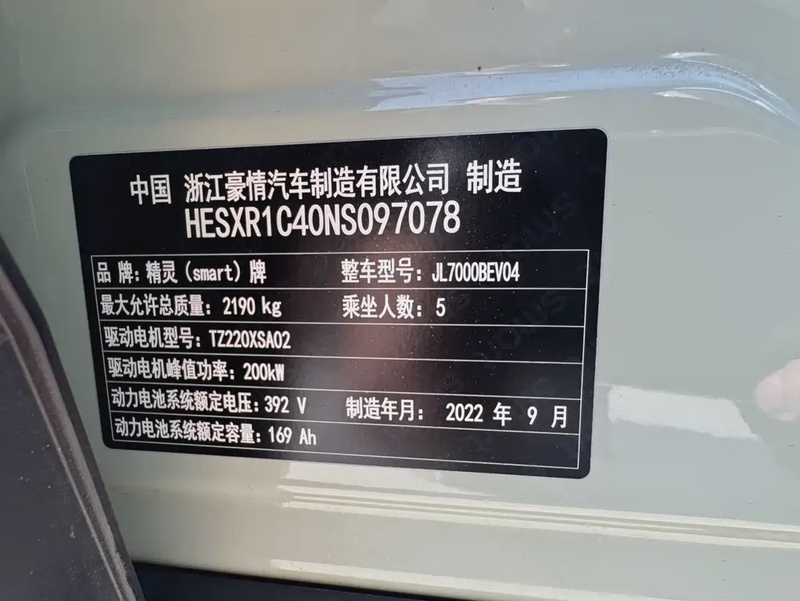 中国 浙江豪情汽车制造有限公司 制造
HESXR1C40NS097078
品 牌：精灵（smart）牌 整车型号：JL7000BEV04
最大允许总质量：2190 kg 乘坐人数：5
驱动电机型号：TZ220XSA02
驱动电机峰值功率：200kW
动力电池系统额定电压：392 V 制造年月：2022 年 9 月
动力电池系统额定容量：169 Ah